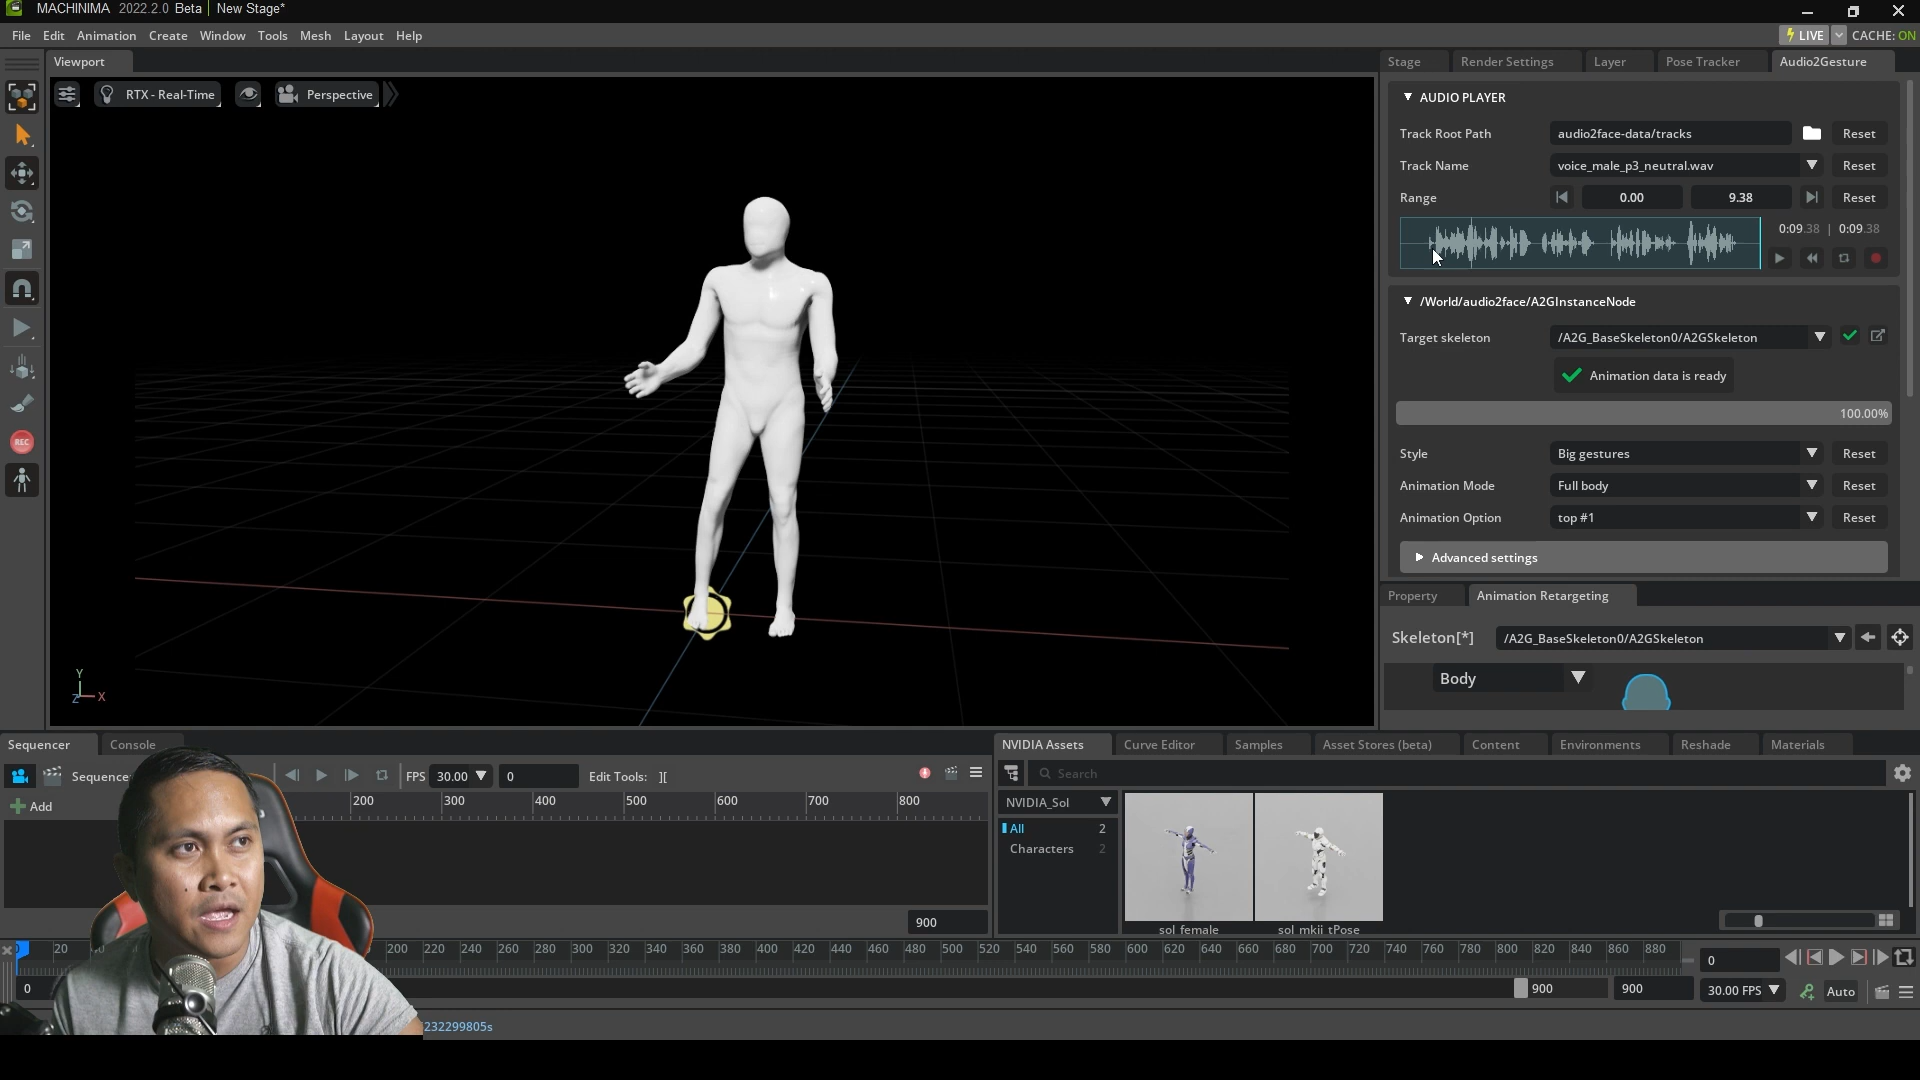 MACHINIMA 2022.2.0 Beta New Stage*
File Edit Animation Create Window Tools Mesh Layout Help
LIVE CACHE: ON
Viewport
Stage Render Settings Layer Pose Tracker Audio2Gesture
RTX - Real-Time Perspective
AUDIO PLAYER
Track Root Path audio2face-data/tracks Reset
Track Name voice_male_p3_neutral.wav Reset
Range 0.00 9.38 Reset
0:09.38 | 0:09.38
/World/audio2face/A2GInstanceNode
Target skeleton /A2G_BaseSkeleton0/A2GSkeleton
Animation data is ready
100.00%
Style Big gestures Reset
Animation Mode Full body Reset
Animation Option top #1 Reset
Advanced settings
Property Animation Retargeting
Skeleton[*] /A2G_BaseSkeleton0/A2GSkeleton
Body
REC
Y
Z X
Sequencer Console
NVIDIA Assets Curve Editor Samples Asset Stores (beta) Content Environments Reshade Materials
Sequence FPS 30.00 0 Edit Tools: ][
Search
Add 200 300 400 500 600 700 800
NVIDIA_Sol
All 2
Characters 2
sol_female sol_mkii_tPose
900
20 200 220 240 260 280 300 320 340 360 380 400 420 440 460 480 500 520 540 560 580 600 620 640 660 680 700 720 740 760 780 800 820 840 860 880 0
0 900 900 30.00 FPS Auto
232299805s